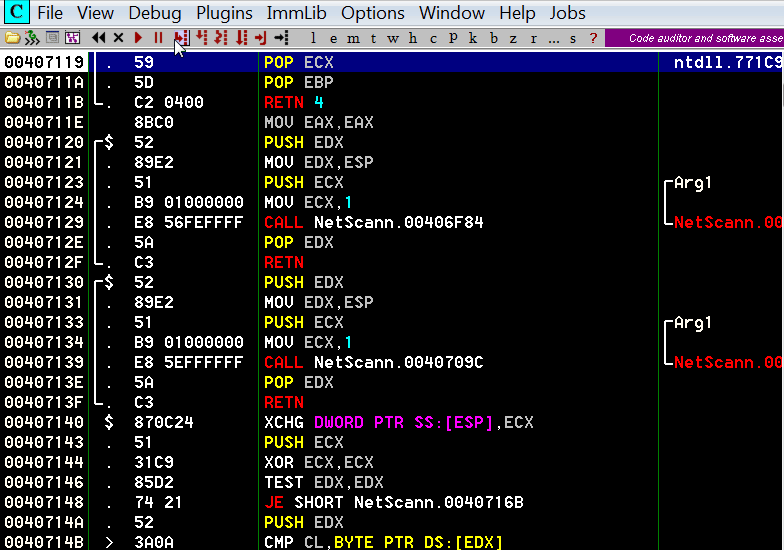 C File View Debug Plugins ImmLib Options Window Help Jobs
l e m t w h c p k b z r ... s ? Code auditor and software asse
00407119 . 59 POP ECX ntdll.771C9
0040711A . 5D POP EBP
0040711B . C2 0400 RETN 4
0040711E 8BC0 MOV EAX,EAX
00407120 $ 52 PUSH EDX
00407121 . 89E2 MOV EDX,ESP
00407123 . 51 PUSH ECX Arg1
00407124 . B9 01000000 MOV ECX,1
00407129 . E8 56FEFFFF CALL NetScann.00406F84 NetScann.00
0040712E . 5A POP EDX
0040712F . C3 RETN
00407130 $ 52 PUSH EDX
00407131 . 89E2 MOV EDX,ESP
00407133 . 51 PUSH ECX Arg1
00407134 . B9 01000000 MOV ECX,1
00407139 . E8 5EFFFFFF CALL NetScann.0040709C NetScann.00
0040713E . 5A POP EDX
0040713F . C3 RETN
00407140 $ 870C24 XCHG DWORD PTR SS:[ESP],ECX
00407143 . 51 PUSH ECX
00407144 . 31C9 XOR ECX,ECX
00407146 . 85D2 TEST EDX,EDX
00407148 . 74 21 JE SHORT NetScann.0040716B
0040714A . 52 PUSH EDX
0040714B > 3A0A CMP CL,BYTE PTR DS:[EDX]